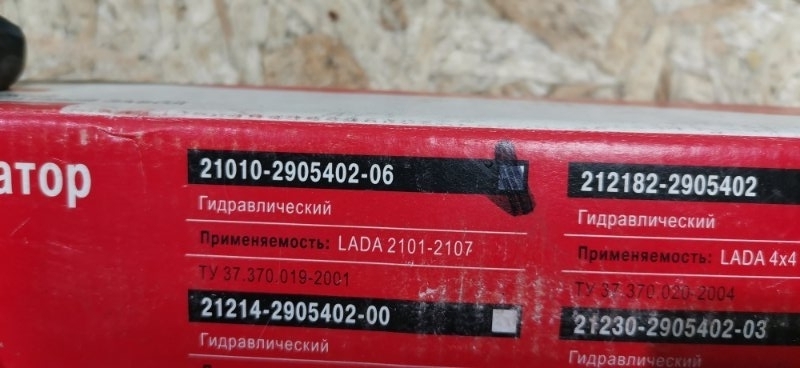 атор
21010-2905402-06
Гидравлический
Применяемость: LADA 2101-2107
ТУ 37.370.019-2001
21214-2905402-00
Гидравлический
212182-2905402
Гидравлический
Применяемость: LADA 4x4
ТУ 37.370.020-2004
21230-2905402-03
Гидравлический